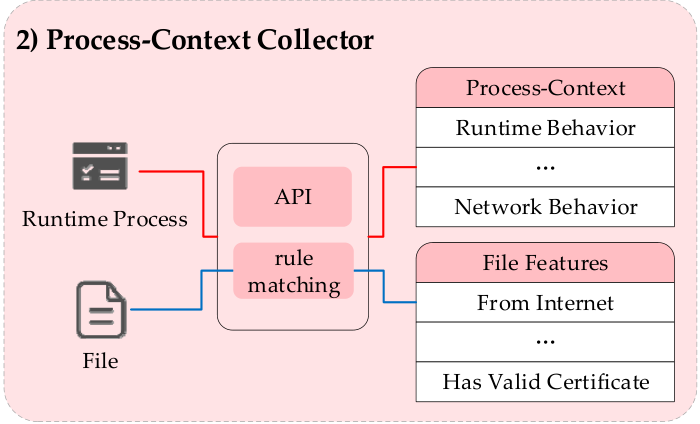 2) Process-Context Collector
Runtime Process
File
API
rule
matching
Process-Context
Runtime Behavior
...
Network Behavior
File Features
From Internet
...
Has Valid Certificate